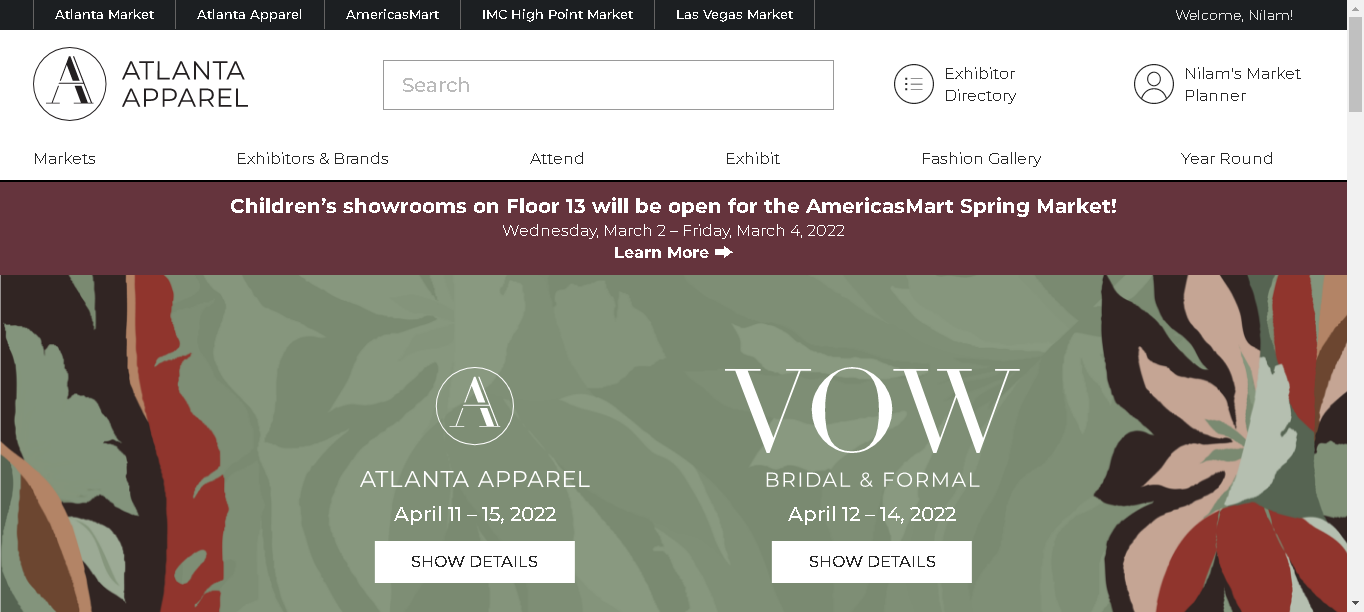 Atlanta Market Atlanta Apparel AmericasMart IMC High Point Market Las Vegas Market Welcome, Nilam!
A ATLANTA APPAREL
Search
Exhibitor
Directory
Nilam's Market
Planner
Markets Exhibitors & Brands Attend Exhibit Fashion Gallery Year Round
Children’s showrooms on Floor 13 will be open for the AmericasMart Spring Market!
Wednesday, March 2 – Friday, March 4, 2022
Learn More
A
ATLANTA APPAREL
April 11 – 15, 2022
SHOW DETAILS
VOW
BRIDAL & FORMAL
April 12 – 14, 2022
SHOW DETAILS